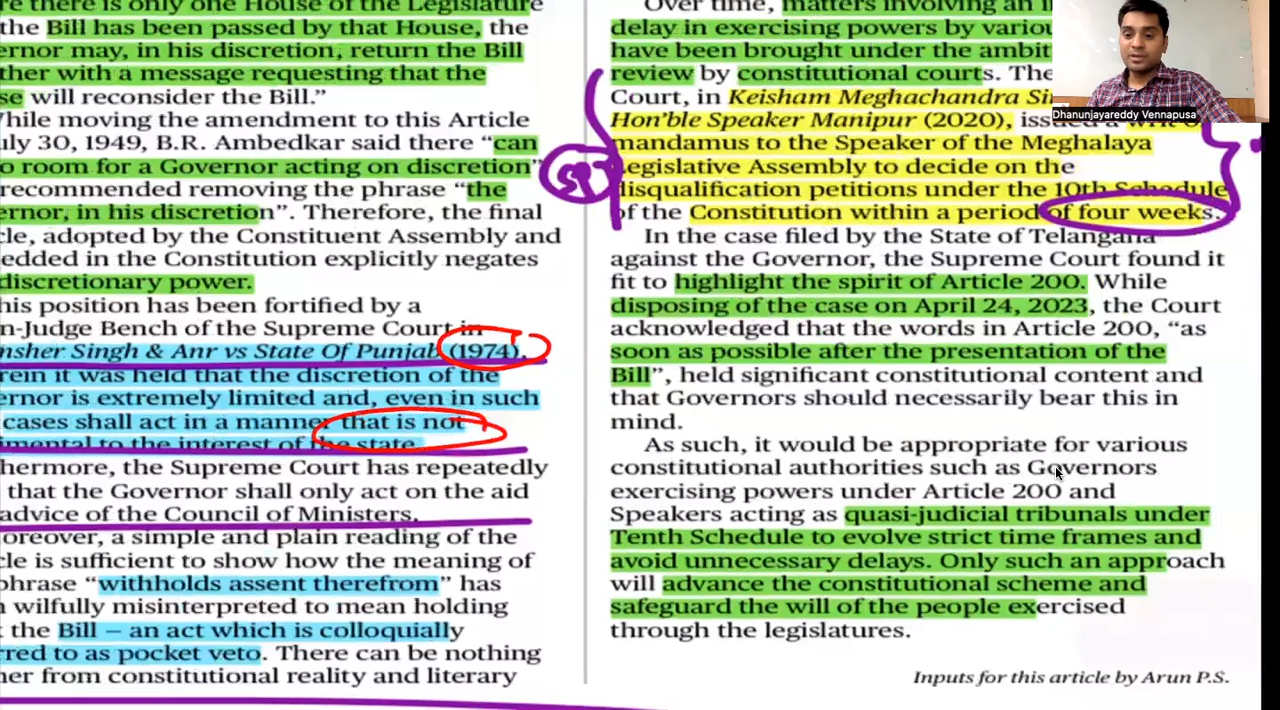 re there is only one House of the Legislature
the Bill has been passed by that House, the
ernor may, in his discretion, return the Bill
ther with a message requesting that the
se will reconsider the Bill.”
While moving the amendment to this Article
uly 30, 1949, B.R. Ambedkar said there “can
o room for a Governor acting on discretion”
recommended removing the phrase “the
ernor, in his discretion”. Therefore, the final
cle, adopted by the Constituent Assembly and
edded in the Constitution explicitly negates
discretionary power.
his position has been fortified by a
n-Judge Bench of the Supreme Court in
msher Singh & Anr vs State Of Punjab (1974),
rein it was held that the discretion of the
ernor is extremely limited and, even in such
cases shall act in a manner that is not
imental to the interest of the state.
hermore, the Supreme Court has repeatedly
that the Governor shall only act on the aid
advice of the Council of Ministers.
oreover, a simple and plain reading of the
cle is sufficient to show how the meaning of
phrase “withholds assent therefrom” has
wilfully misinterpreted to mean holding
the Bill – an act which is colloquially
rred to as pocket veto. There can be nothing
her from constitutional reality and literary
Over time, matters involving an i
delay in exercising powers by variou
have been brought under the ambit
review by constitutional courts. The
Court, in Keisham Meghachandra Si
Hon’ble Speaker Manipur (2020), issued a writ of
mandamus to the Speaker of the Meghalaya
Legislative Assembly to decide on the
disqualification petitions under the 10th Schedule
of the Constitution within a period of four weeks.
In the case filed by the State of Telangana
against the Governor, the Supreme Court found it
fit to highlight the spirit of Article 200. While
disposing of the case on April 24, 2023, the Court
acknowledged that the words in Article 200, “as
soon as possible after the presentation of the
Bill”, held significant constitutional content and
that Governors should necessarily bear this in
mind.
As such, it would be appropriate for various
constitutional authorities such as Governors
exercising powers under Article 200 and
Speakers acting as quasi-judicial tribunals under
Tenth Schedule to evolve strict time frames and
avoid unnecessary delays. Only such an approach
will advance the constitutional scheme and
safeguard the will of the people exercised
through the legislatures.
Inputs for this article by Arun P.S.
Dhanunjayareddy Vennapusa